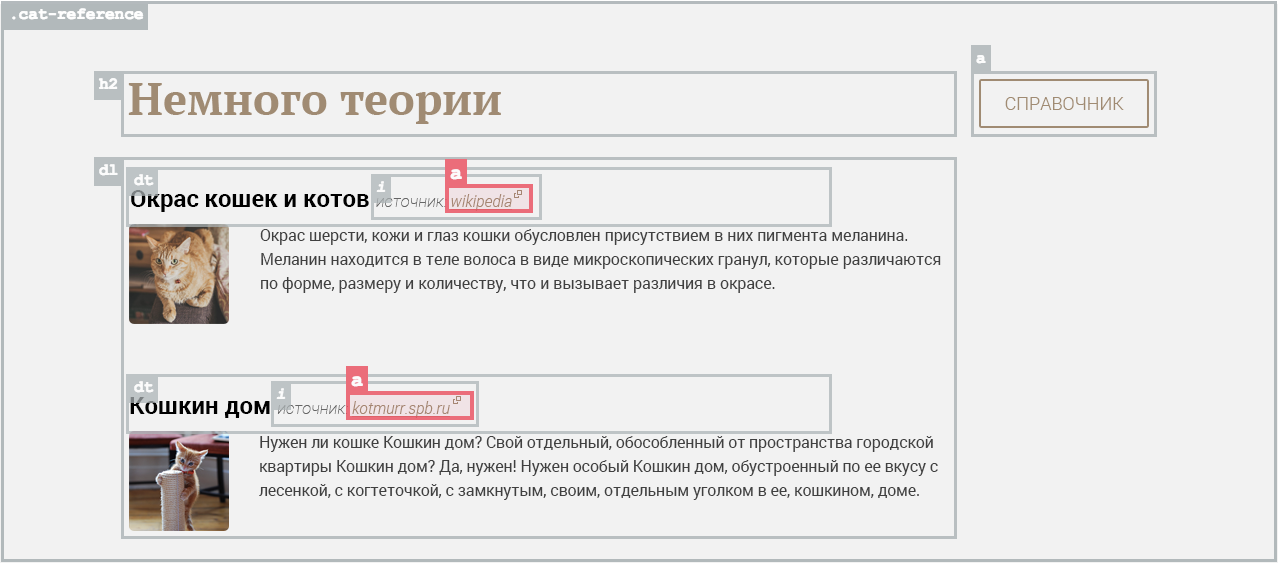 .cat-reference
h2
Немного теории
a
СПРАВОЧНИК
dl
dt
Окрас кошек и котов
i
источник:
a
wikipedia
Окрас шерсти, кожи и глаз кошки обусловлен присутствием в них пигмента меланина.
Меланин находится в теле волоса в виде микроскопических гранул, которые различаются
по форме, размеру и количеству, что и вызывает различия в окрасе.
dt
Кошкин дом
i
источник:
a
kotmurr.spb.ru
Нужен ли кошке Кошкин дом? Свой отдельный, обособленный от пространства городской
квартиры Кошкин дом? Да, нужен! Нужен особый Кошкин дом, обустроенный по ее вкусу с
лесенкой, с когтеточкой, с замкнутым, своим, отдельным уголком в ее, кошкином, доме.